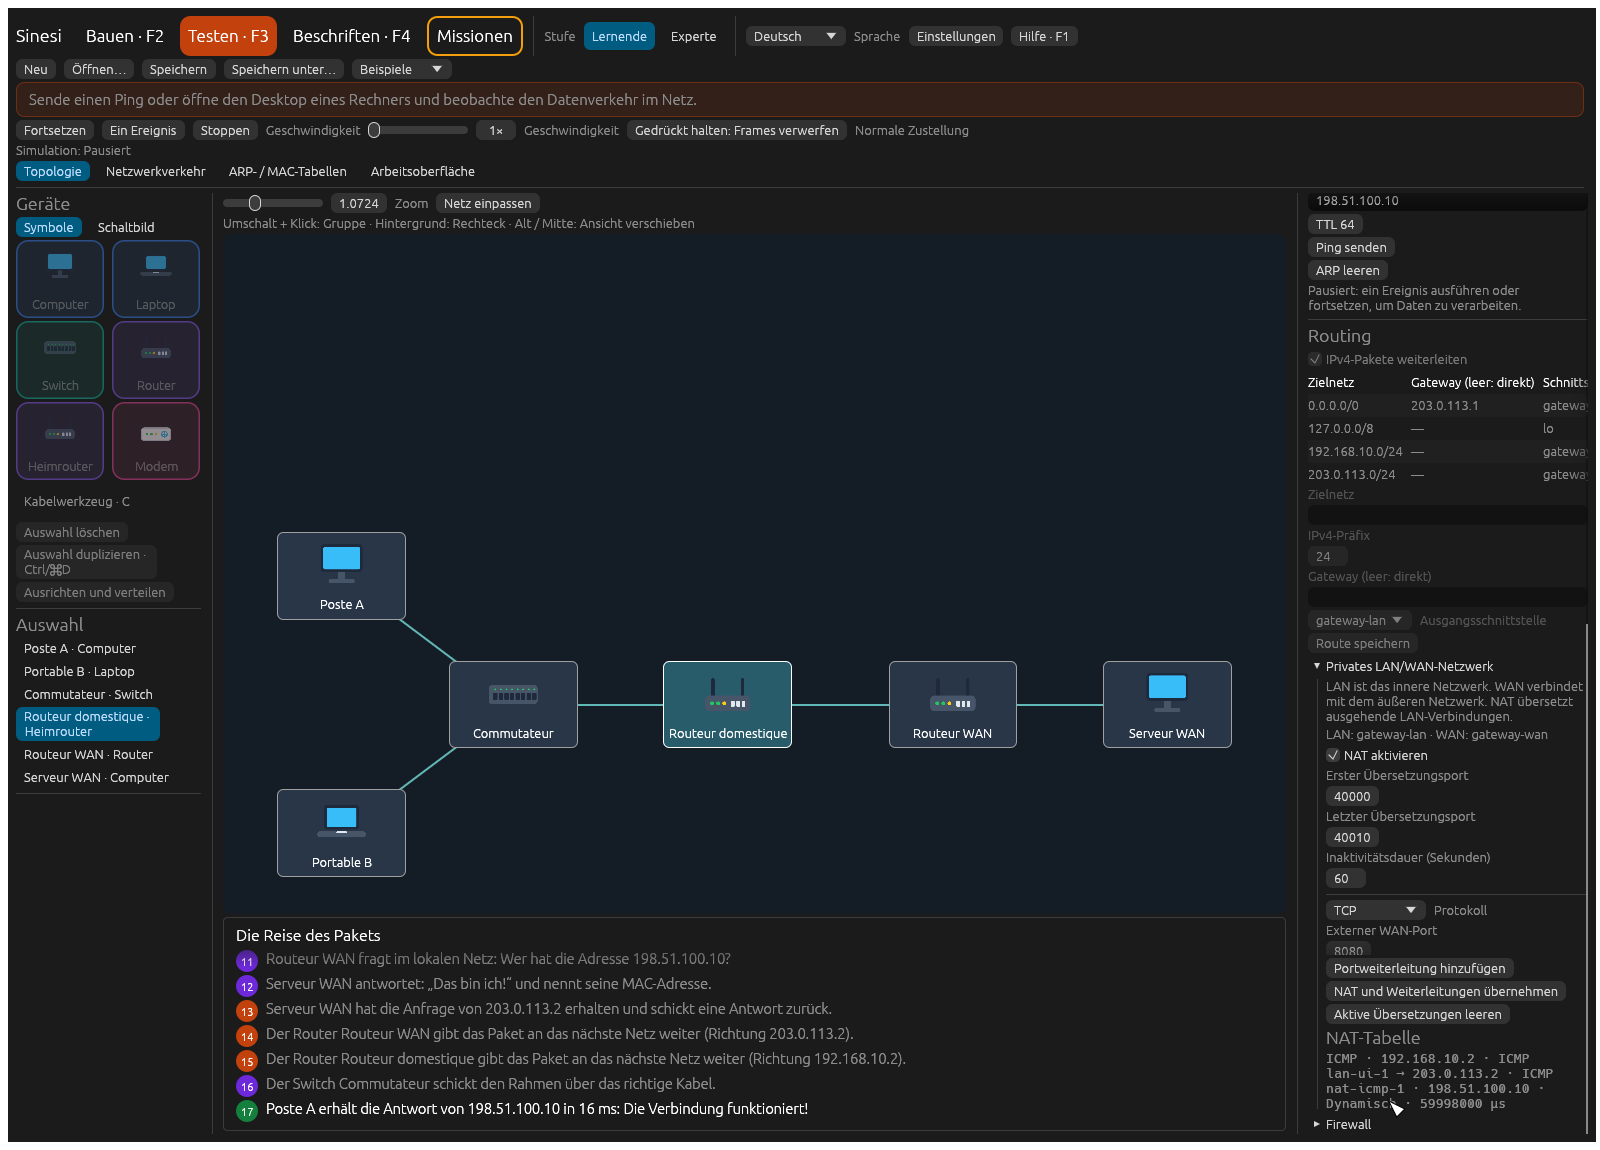 Sinesi
Bauen · F2
Testen · F3
Beschriften · F4
Missionen
Stufe
Lernende
Experte
Deutsch
Sprache
Einstellungen
Hilfe · F1
Neu
Öffnen…
Speichern
Speichern unter…
Beispiele
Sende einen Ping oder öffne den Desktop eines Rechners und beobachte den Datenverkehr im Netz.
Fortsetzen
Ein Ereignis
Stoppen
Geschwindigkeit
1×
Geschwindigkeit
Gedrückt halten: Frames verwerfen
Normale Zustellung
Simulation: Pausiert
Topologie
Netzwerkverkehr
ARP- / MAC-Tabellen
Arbeitsoberfläche
Geräte
Symbole
Schaltbild
Computer
Laptop
Switch
Router
Heimrouter
Modem
Kabelwerkzeug · C
Auswahl löschen
Auswahl duplizieren ·
Ctrl/⌘D
Ausrichten und verteilen
Auswahl
Poste A · Computer
Portable B · Laptop
Commutateur · Switch
Routeur domestique ·
Heimrouter
Routeur WAN · Router
Serveur WAN · Computer
1.0724
Zoom
Netz einpassen
Umschalt + Klick: Gruppe · Hintergrund: Rechteck · Alt / Mitte: Ansicht verschieben
Poste A
Commutateur
Routeur domestique
Routeur WAN
Serveur WAN
Portable B
Die Reise des Pakets
11 Routeur WAN fragt im lokalen Netz: Wer hat die Adresse 198.51.100.10?
12 Serveur WAN antwortet: „Das bin ich!“ und nennt seine MAC-Adresse.
13 Serveur WAN hat die Anfrage von 203.0.113.2 erhalten und schickt eine Antwort zurück.
14 Der Router Routeur WAN gibt das Paket an das nächste Netz weiter (Richtung 203.0.113.2).
15 Der Router Routeur domestique gibt das Paket an das nächste Netz weiter (Richtung 192.168.10.2).
16 Der Switch Commutateur schickt den Rahmen über das richtige Kabel.
17 Poste A erhält die Antwort von 198.51.100.10 in 16 ms: Die Verbindung funktioniert!
198.51.100.10
TTL 64
Ping senden
ARP leeren
Pausiert: ein Ereignis ausführen oder
fortsetzen, um Daten zu verarbeiten.
Routing
IPv4-Pakete weiterleiten
Zielnetz Gateway (leer: direkt) Schnitts
0.0.0.0/0 203.0.113.1 gatewa
127.0.0.0/8 — lo
192.168.10.0/24 — gatewa
203.0.113.0/24 — gatewa
Zielnetz
IPv4-Präfix
24
Gateway (leer: direkt)
gateway-lan
Ausgangsschnittstelle
Route speichern
Privates LAN/WAN-Netzwerk
LAN ist das innere Netzwerk. WAN verbindet
mit dem äußeren Netzwerk. NAT übersetzt
ausgehende LAN-Verbindungen.
LAN: gateway-lan · WAN: gateway-wan
NAT aktivieren
Erster Übersetzungsport
40000
Letzter Übersetzungsport
40010
Inaktivitätsdauer (Sekunden)
60
TCP
Protokoll
Externer WAN-Port
8080
Portweiterleitung hinzufügen
NAT und Weiterleitungen übernehmen
Aktive Übersetzungen leeren
NAT-Tabelle
ICMP · 192.168.10.2 · ICMP
lan-ui-1 → 203.0.113.2 · ICMP
nat-icmp-1 · 198.51.100.10 ·
Dynamisch · 59998000 µs
Firewall